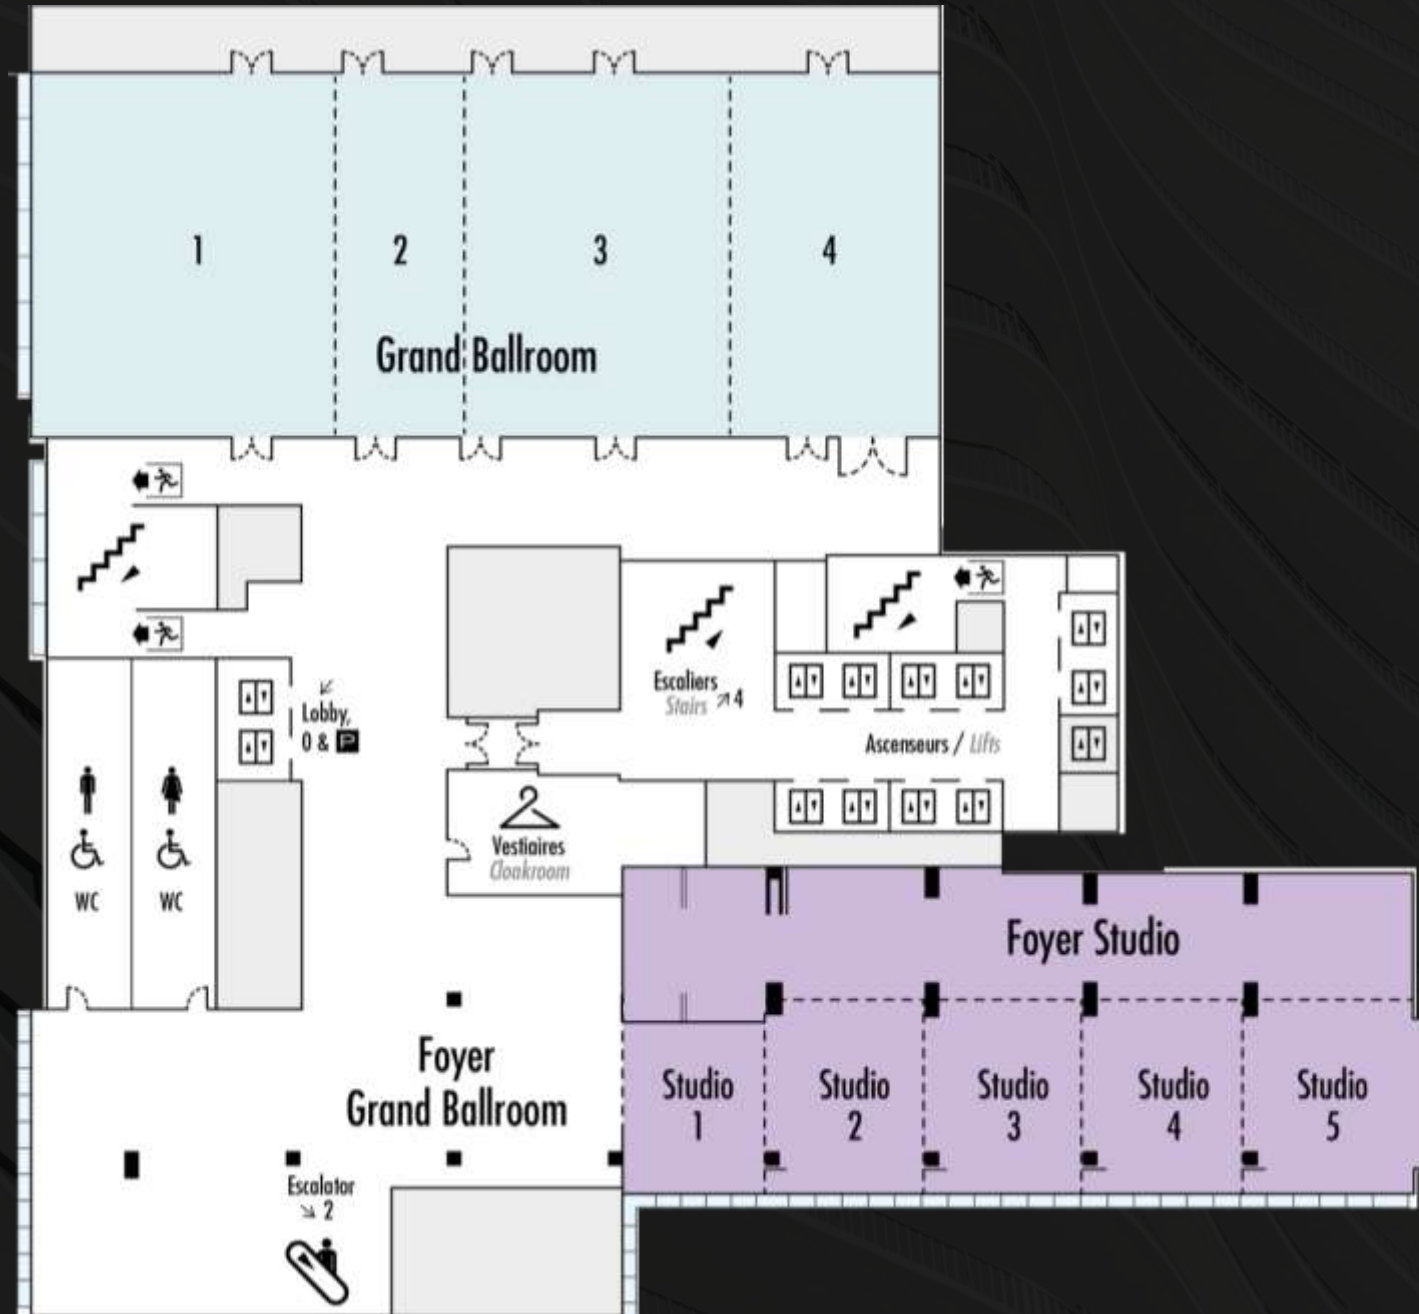 1
2
3
4
Grand Ballroom
Lobby,
0 & P
Escaliers
Stairs 4
Ascenseurs / Lifts
Vestiaires
Cloakroom
WC
WC
Foyer Studio
Foyer
Grand Ballroom
Studio
1
Studio
2
Studio
3
Studio
4
Studio
5
Escalator
2